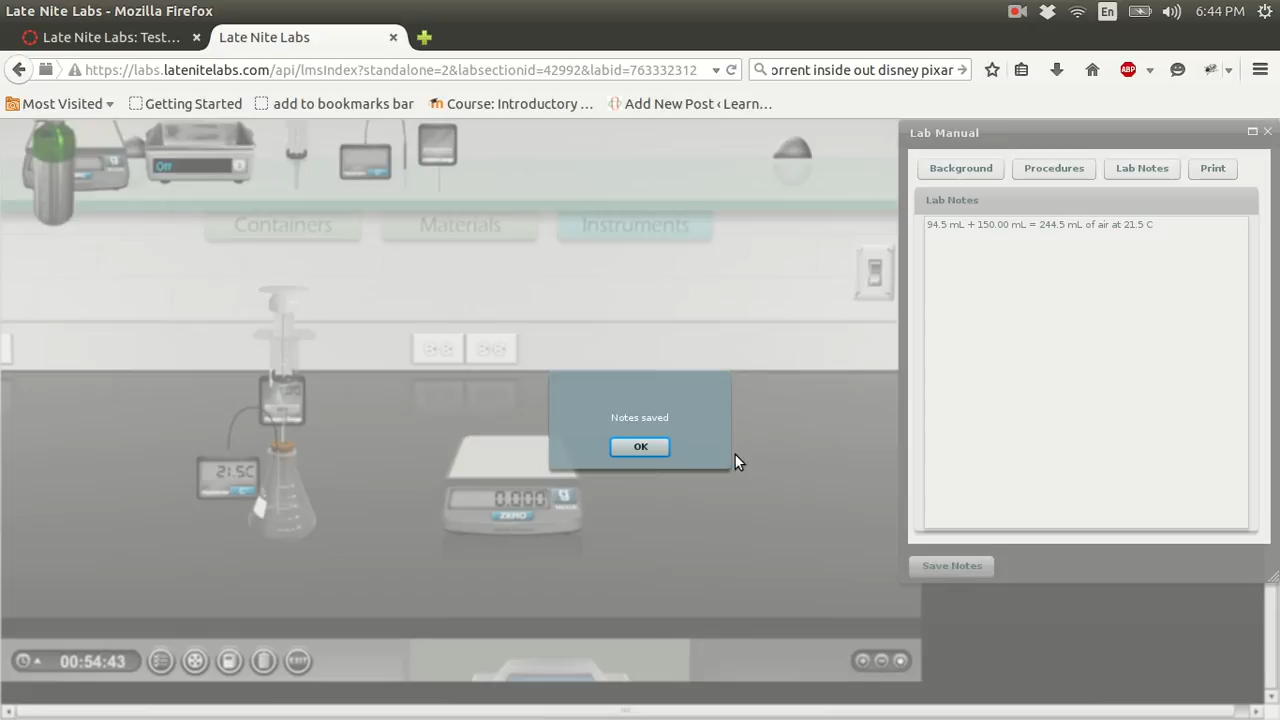 Late Nite Labs - Mozilla Firefox
En
6:44 PM
Late Nite Labs: Test...
Late Nite Labs
https://labs.latenitelabs.com/api/lmsIndex?standalone=2&labsectionid=42992&labid=763332312
orrent inside out disney pixar
ABP
Most Visited
Getting Started
add to bookmarks bar
Course: Introductory ...
Add New Post ‹ Learn...
Lab Manual
Off
Background
Procedures
Lab Notes
Print
Lab Notes
Containers
Materials
Instruments
94.5 mL + 150.00 mL = 244.5 mL of air at 21.5 C
Notes saved
OK
21.5C
0.000
g
ZERO
Save Notes
00:54:43
EXIT